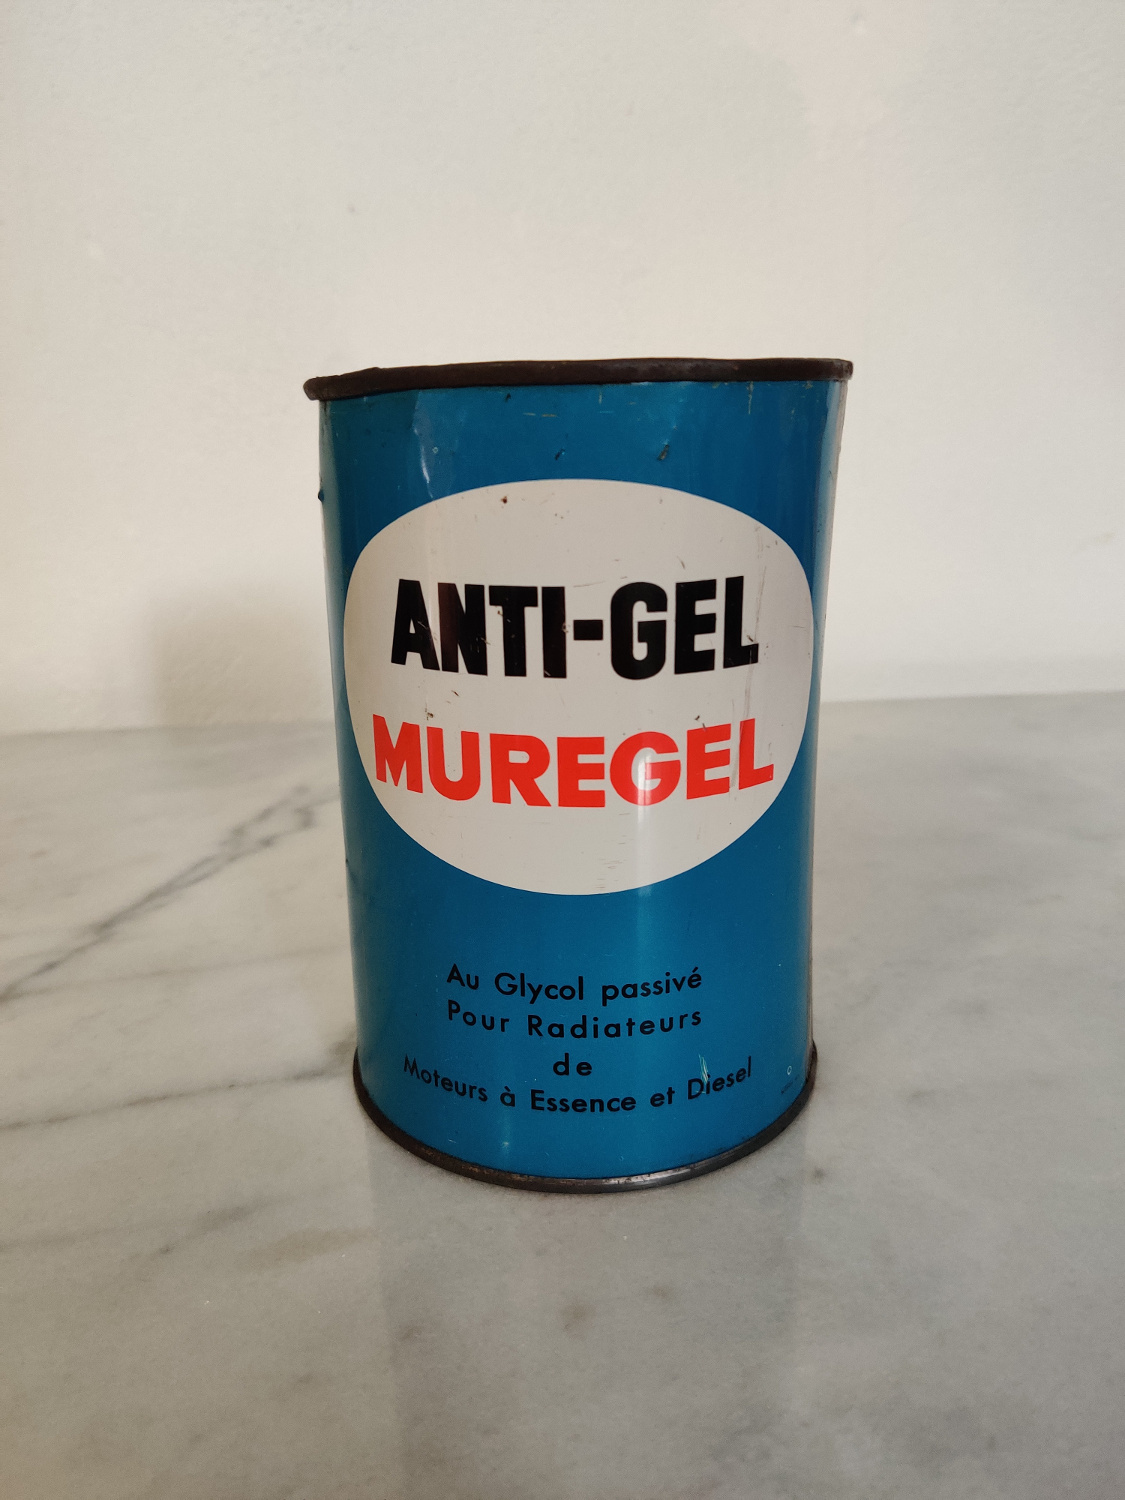 ANTI-GEL
MUREGEL
Au Glycol passivé
Pour Radiateurs
de
Moteurs à Essence et Diesel